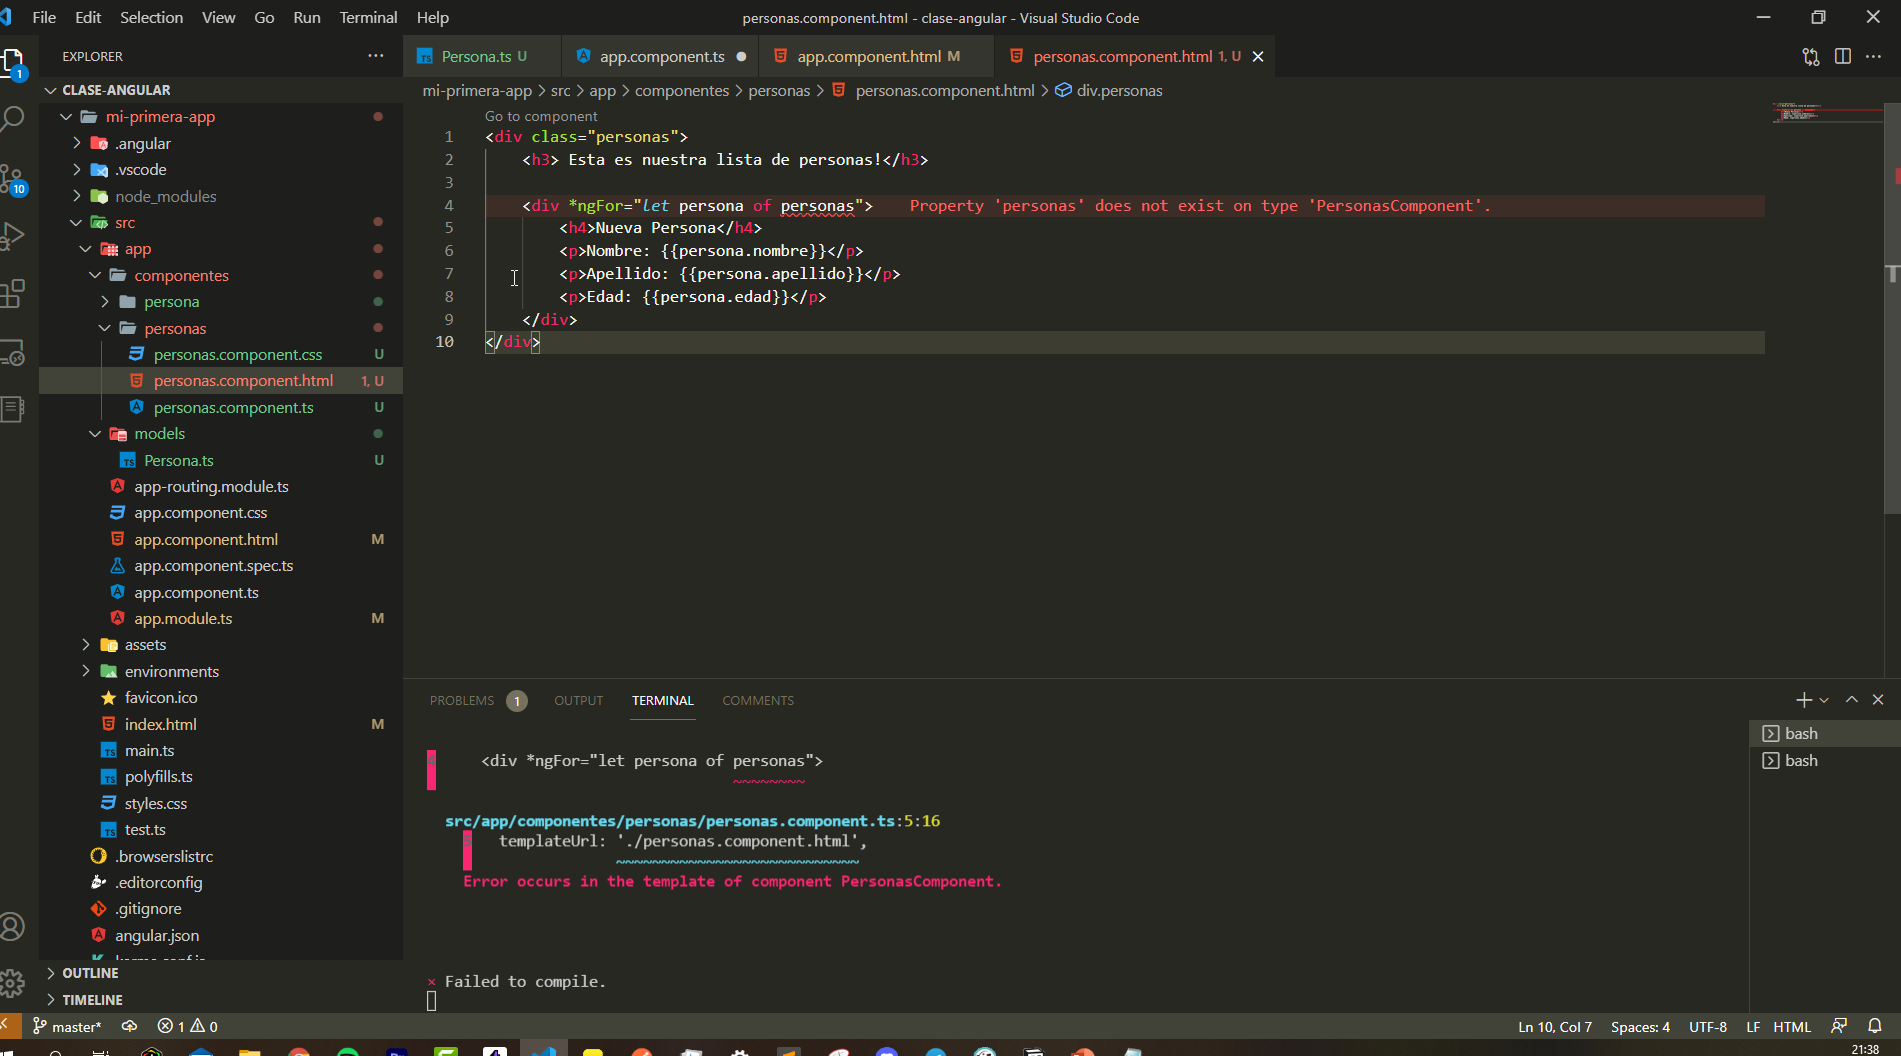 File Edit Selection View Go Run Terminal Help
personas.component.html - clase-angular - Visual Studio Code
EXPLORER
Persona.ts U
app.component.ts
app.component.html M
personas.component.html 1, U
mi-primera-app > src > app > componentes > personas > personas.component.html > div.personas
CLASE-ANGULAR
mi-primera-app
.angular
.vscode
node_modules
src
app
componentes
persona
personas
personas.component.css U
personas.component.html 1, U
personas.component.ts U
models
Persona.ts U
app-routing.module.ts
app.component.css
app.component.html M
app.component.spec.ts
app.component.ts
app.module.ts M
assets
environments
favicon.ico
index.html M
main.ts
polyfills.ts
styles.css
test.ts
.browserslistrc
.editorconfig
.gitignore
angular.json
OUTLINE
TIMELINE
1
10
Go to component
1 <div class="personas">
2 <h3> Esta es nuestra lista de personas!</h3>
3
4 <div *ngFor="let persona of personas"> Property 'personas' does not exist on type 'PersonasComponent'.
5 <h4>Nueva Persona</h4>
6 <p>Nombre: {{persona.nombre}}</p>
7 <p>Apellido: {{persona.apellido}}</p>
8 <p>Edad: {{persona.edad}}</p>
9 </div>
10 </div>
PROBLEMS 1 OUTPUT TERMINAL COMMENTS
<div *ngFor="let persona of personas">
~~~~~~~~
src/app/componentes/personas/personas.component.ts:5:16
templateUrl: './personas.component.html',
~~~~~~~~~~~~~~~~~~~~~~~~~~~
Error occurs in the template of component PersonasComponent.
× Failed to compile.
bash
bash
master* 1 0
Ln 10, Col 7 Spaces: 4 UTF-8 LF HTML
21:38